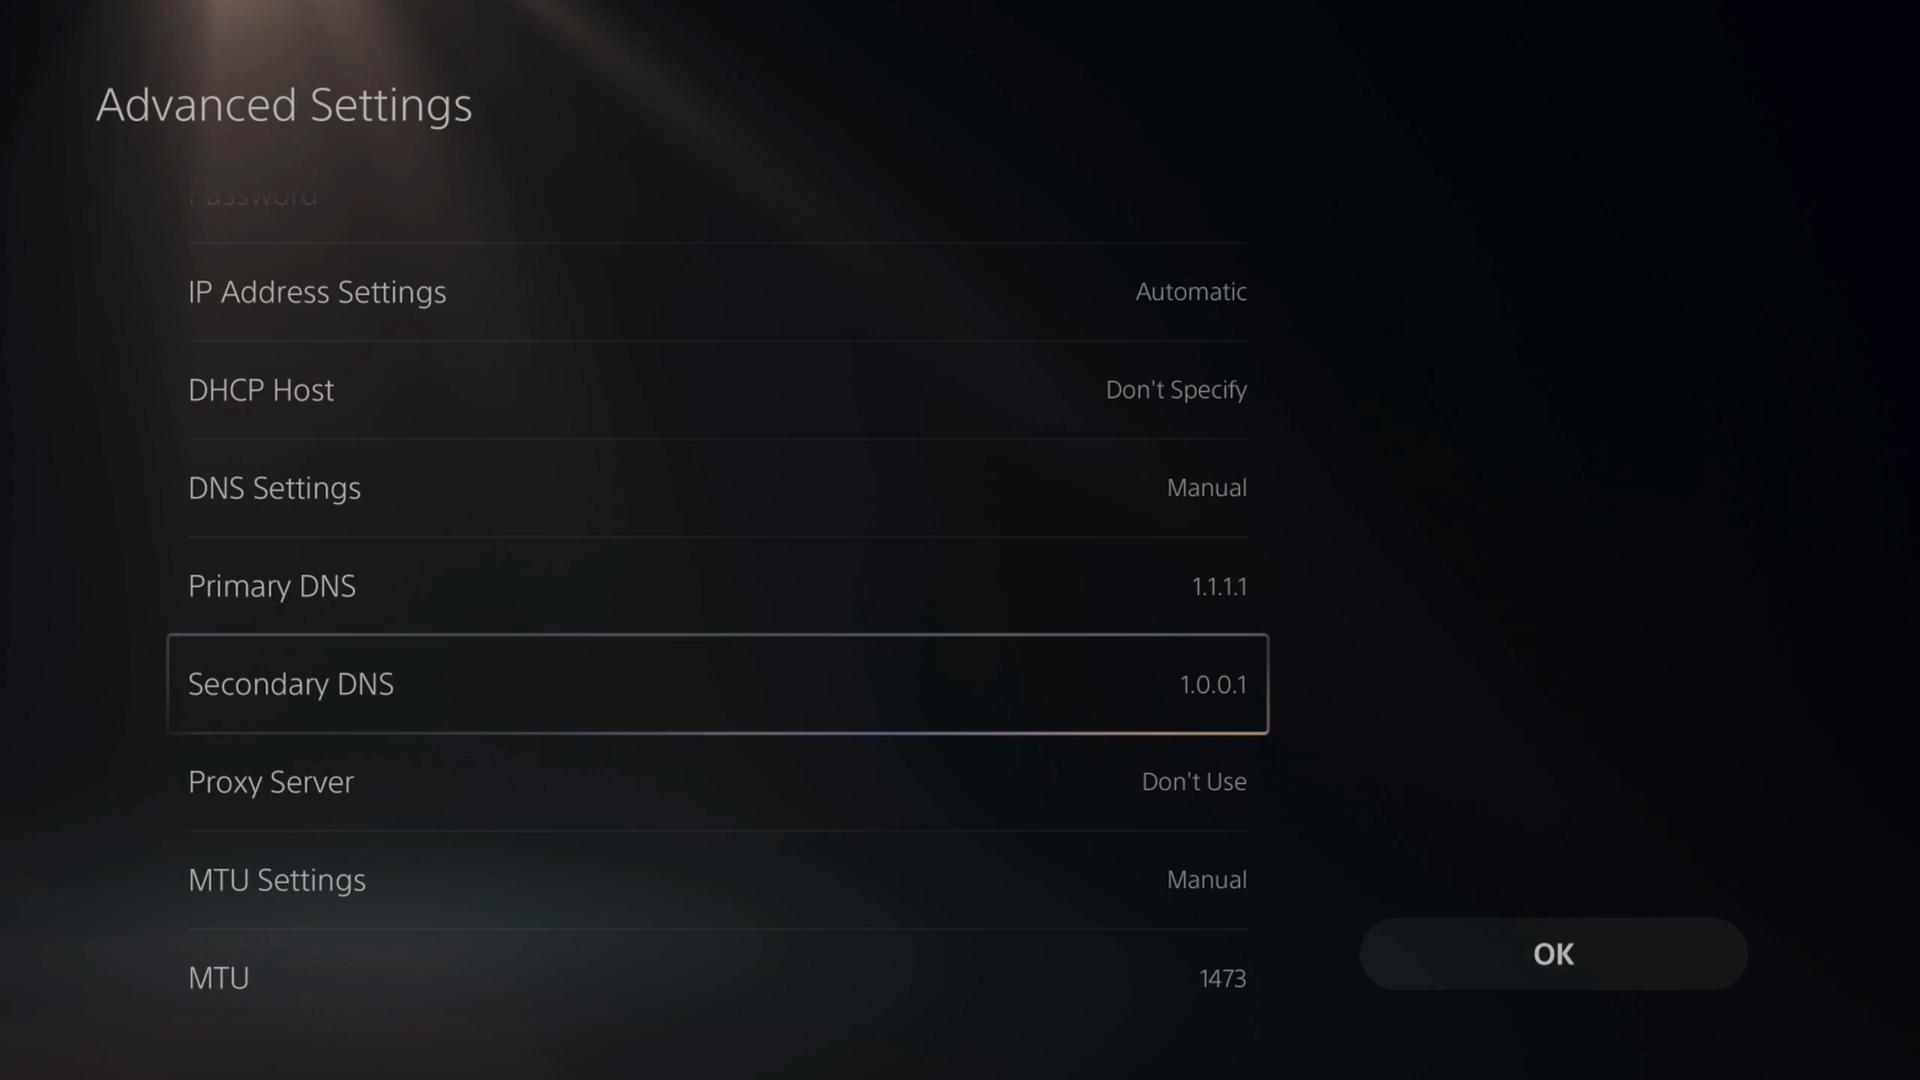 Advanced Settings
Password
IP Address Settings Automatic
DHCP Host Don't Specify
DNS Settings Manual
Primary DNS 1.1.1.1
Secondary DNS 1.0.0.1
Proxy Server Don't Use
MTU Settings Manual
MTU 1473
OK